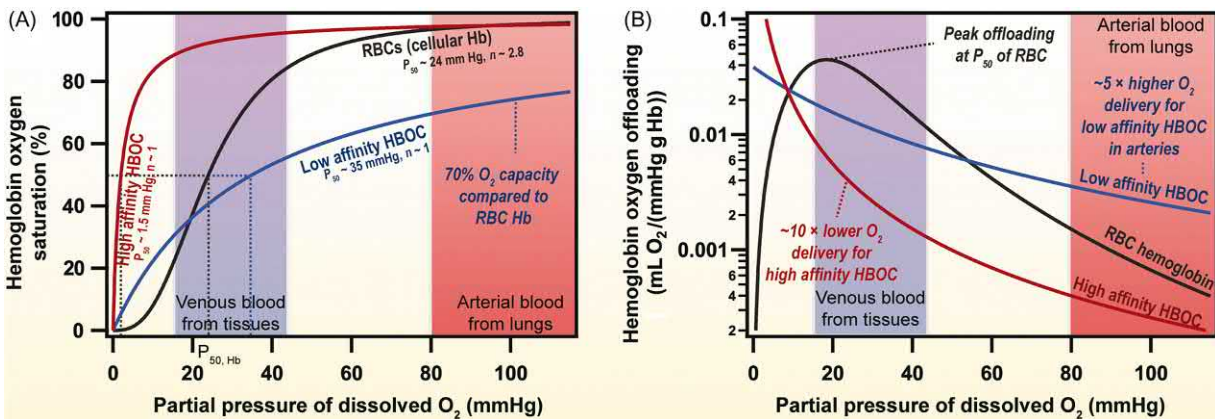 (A)
Hemoglobin oxygen
saturation (%)
100
80
60
40
20
0
High affinity HBOC
P50 ~ 1.5 mm Hg, n ~ 1
RBCs (cellular Hb)
P50 ~ 24 mm Hg, n ~ 2.8
Low affinity HBOC
P50 ~ 35 mmHg, n ~ 1
70% O2 capacity
compared to
RBC Hb
Venous blood
from tissues
Arterial blood
from lungs
0
P50, Hb
20
40
60
80
100
Partial pressure of dissolved O2 (mmHg)
(B)
Hemoglobin oxygen offloading
(mL O2/(mmHg g Hb))
0.1
4
2
0.01
4
2
0.001
4
2
Peak offloading
at P50 of RBC
Arterial blood
from lungs
~5 × higher O2
delivery for
low affinity HBOC
in arteries
Low affinity HBOC
~10 × lower O2
delivery for
high affinity HBOC
RBC hemoglobin
High affinity HBOC
Venous blood
from tissues
0
20
40
60
80
100
Partial pressure of dissolved O2 (mmHg)